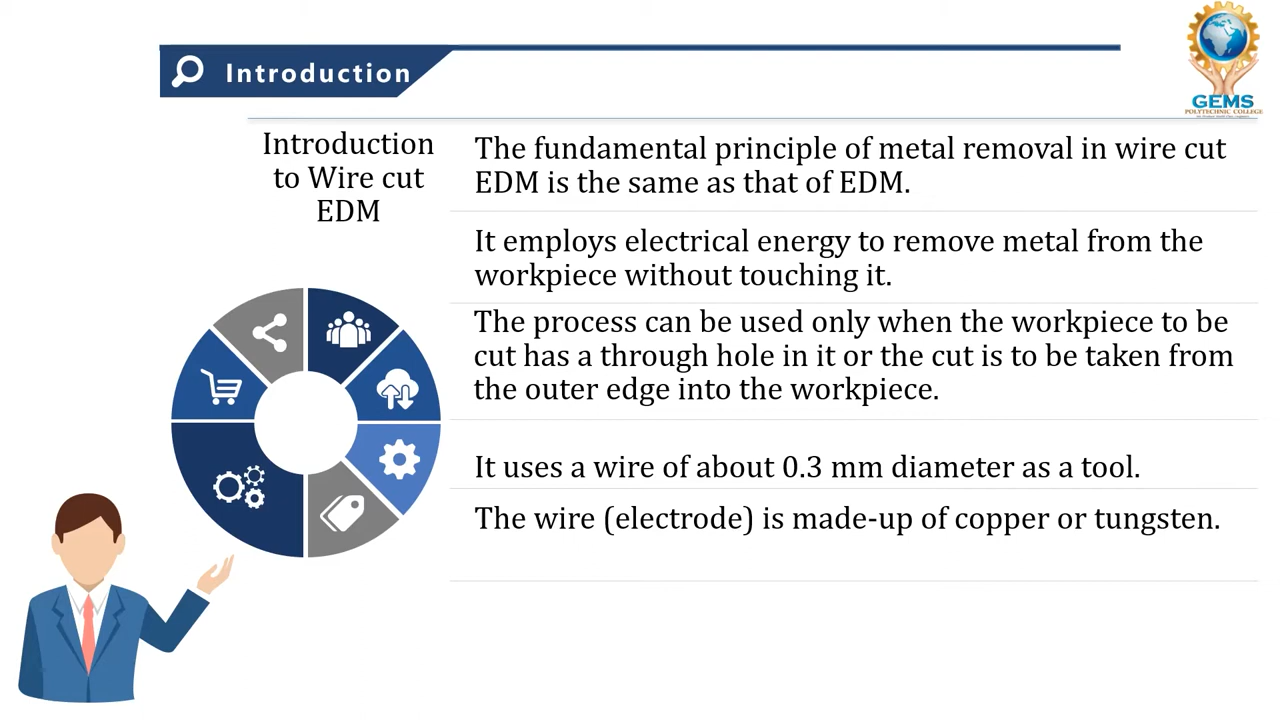 Introduction
GEMS
POLYTECHNIC COLLEGE
Introduction
to Wire cut
EDM
The fundamental principle of metal removal in wire cut
EDM is the same as that of EDM.
It employs electrical energy to remove metal from the
workpiece without touching it.
The process can be used only when the workpiece to be
cut has a through hole in it or the cut is to be taken from
the outer edge into the workpiece.
It uses a wire of about 0.3 mm diameter as a tool.
The wire (electrode) is made-up of copper or tungsten.